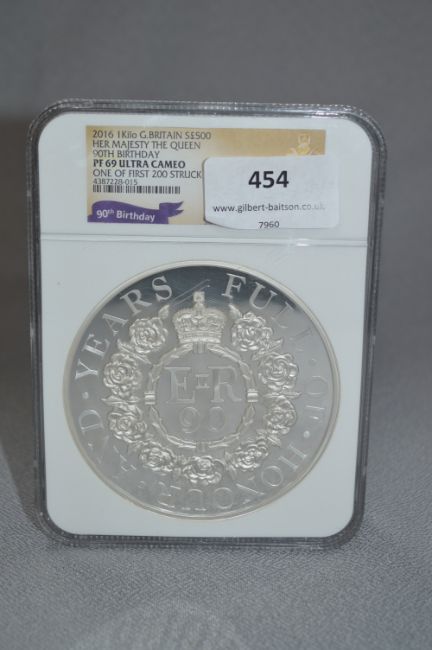 2016 1Kilo G.BRITAIN S£500
HER MAJESTY THE QUEEN
90TH BIRTHDAY
PF 69 ULTRA CAMEO
ONE OF FIRST 200 STRUCK
4387228-015
90th Birthday
454
www.gilbert-baitson.co.uk
7960
FULL · OF · HONOUR · AND · YEARS
E II R
90